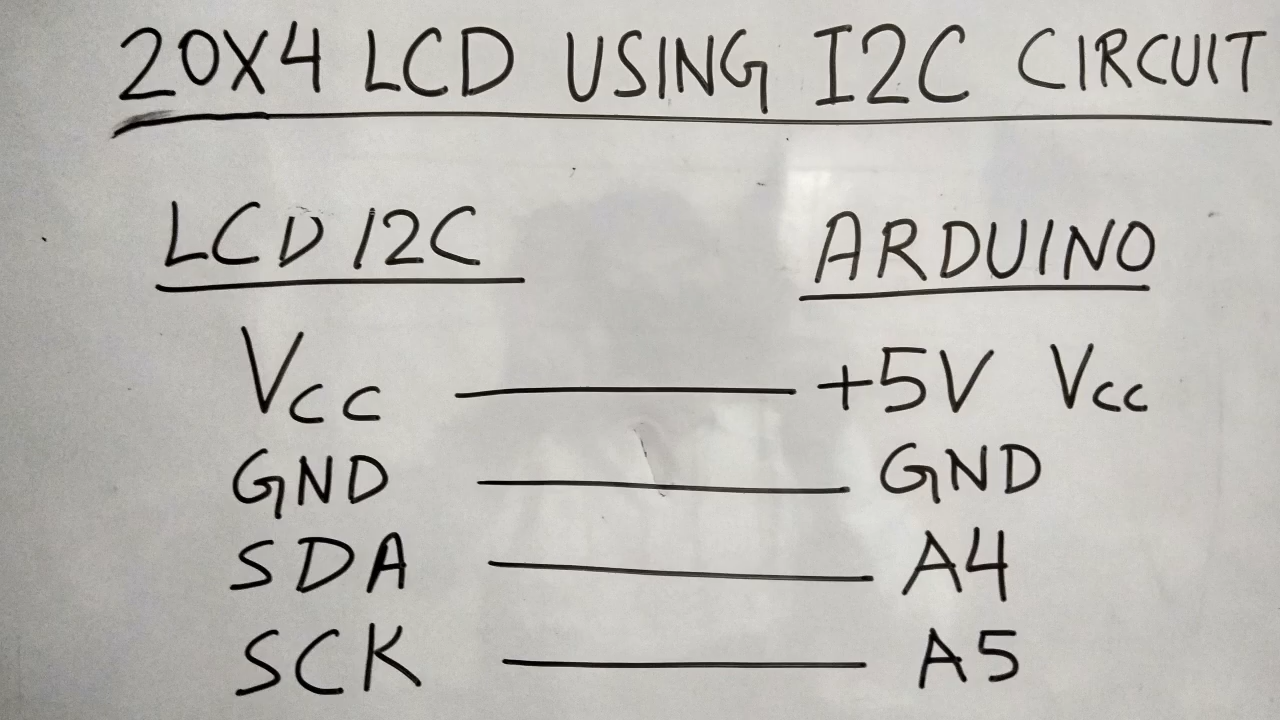 20X4 LCD USING I2C CIRCUIT
LCD I2C ARDUINO
Vcc +5V Vcc
GND GND
SDA A4
SCK A5